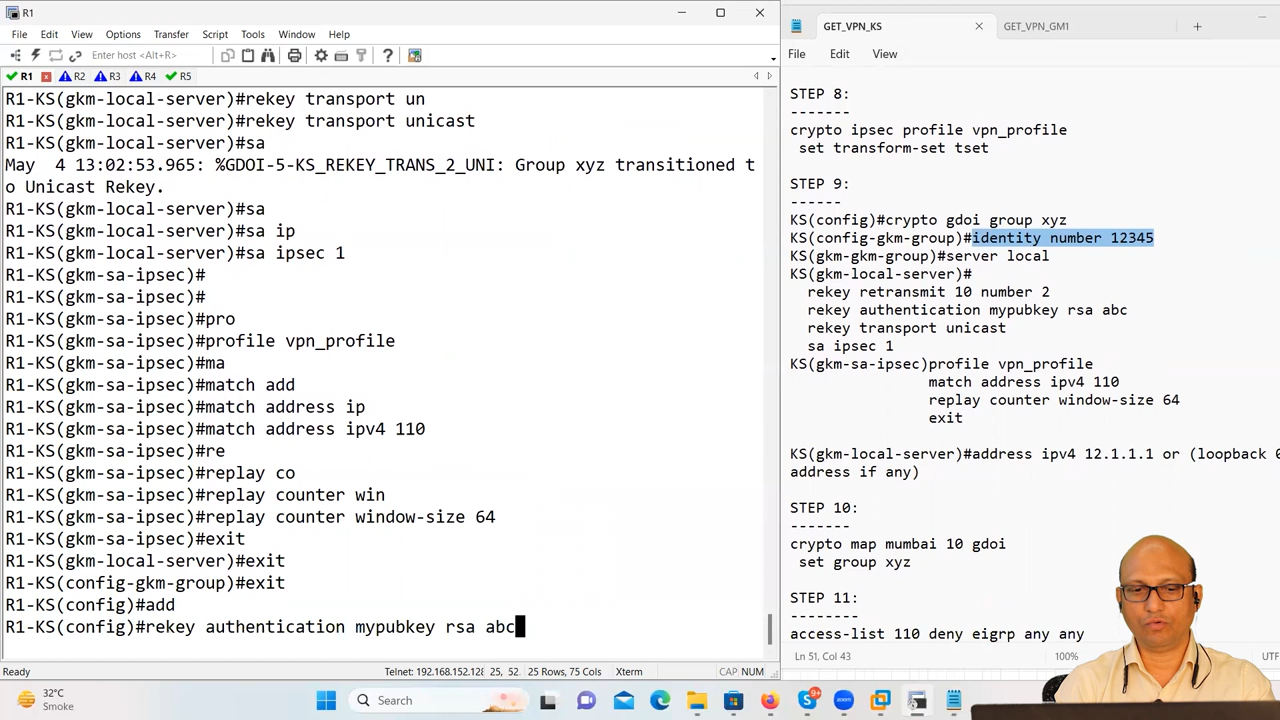 R1
File Edit View Options Transfer Script Tools Window Help
Enter host <Alt+R>
R1 R2 R3 R4 R5
R1-KS(gkm-local-server)#rekey transport un
R1-KS(gkm-local-server)#rekey transport unicast
R1-KS(gkm-local-server)#sa
May  4 13:02:53.965: %GDOI-5-KS_REKEY_TRANS_2_UNI: Group xyz transitioned t
o Unicast Rekey.
R1-KS(gkm-local-server)#sa
R1-KS(gkm-local-server)#sa ip
R1-KS(gkm-local-server)#sa ipsec 1
R1-KS(gkm-sa-ipsec)#
R1-KS(gkm-sa-ipsec)#
R1-KS(gkm-sa-ipsec)#pro
R1-KS(gkm-sa-ipsec)#profile vpn_profile
R1-KS(gkm-sa-ipsec)#ma
R1-KS(gkm-sa-ipsec)#match add
R1-KS(gkm-sa-ipsec)#match address ip
R1-KS(gkm-sa-ipsec)#match address ipv4 110
R1-KS(gkm-sa-ipsec)#re
R1-KS(gkm-sa-ipsec)#replay co
R1-KS(gkm-sa-ipsec)#replay counter win
R1-KS(gkm-sa-ipsec)#replay counter window-size 64
R1-KS(gkm-sa-ipsec)#exit
R1-KS(gkm-local-server)#exit
R1-KS(config-gkm-group)#exit
R1-KS(config)#add
R1-KS(config)#rekey authentication mypubkey rsa abc
Ready Telnet: 192.168.152.128 25, 52 25 Rows, 75 Cols Xterm CAP NUM
GET_VPN_KS GET_VPN_GM1
File Edit View
STEP 8:
-------
crypto ipsec profile vpn_profile
set transform-set tset
STEP 9:
------
KS(config)#crypto gdoi group xyz
KS(config-gkm-group)#identity number 12345
KS(gkm-gkm-group)#server local
KS(gkm-local-server)#
rekey retransmit 10 number 2
rekey authentication mypubkey rsa abc
rekey transport unicast
sa ipsec 1
KS(gkm-sa-ipsec)profile vpn_profile
match address ipv4 110
replay counter window-size 64
exit
KS(gkm-local-server)#address ipv4 12.1.1.1 or (loopback 0
address if any)
STEP 10:
-------
crypto map mumbai 10 gdoi
set group xyz
STEP 11:
--------
access-list 110 deny eigrp any any
Ln 51, Col 43 100% UTF
32°C
Smoke
Search
9+
zoom